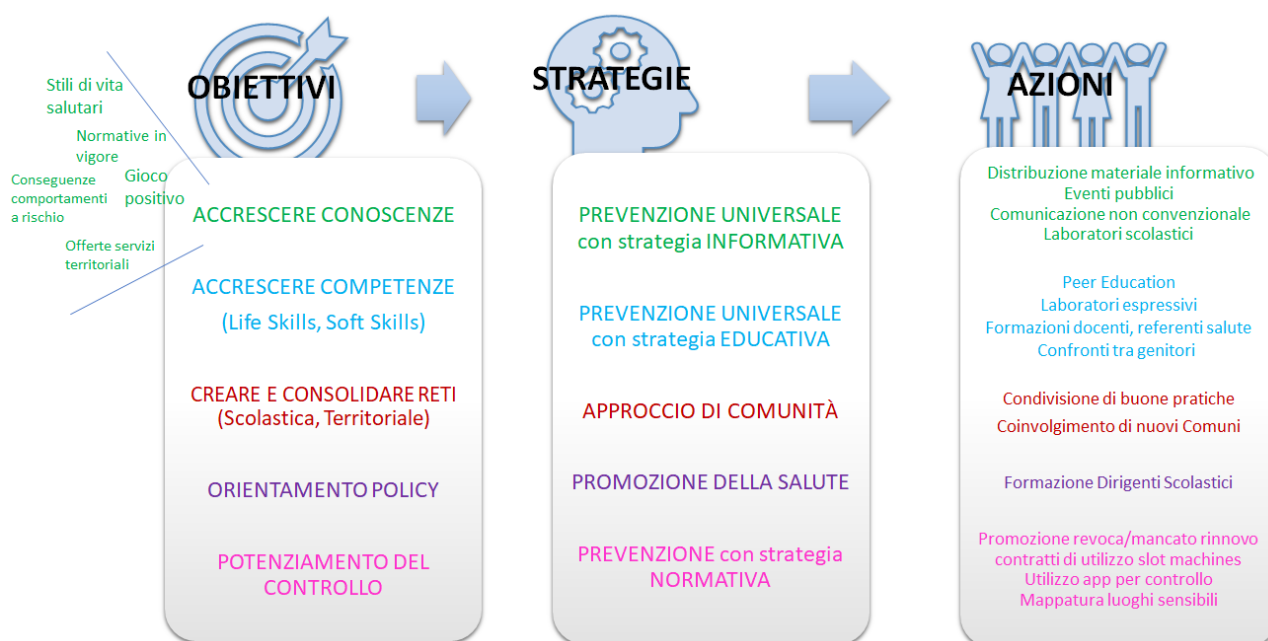 OBIETTIVI
STRATEGIE
AZIONI
Stili di vita
salutari
Normative in
vigore
Conseguenze
comportamenti
a rischio
Gioco
positivo
Offerte servizi
territoriali
ACCRESCERE CONOSCENZE
ACCRESCERE COMPETENZE
(Life Skills, Soft Skills)
CREARE E CONSOLIDARE RETI
(Scolastica, Territoriale)
ORIENTAMENTO POLICY
POTENZIAMENTO DEL
CONTROLLO
PREVENZIONE UNIVERSALE
con strategia INFORMATIVA
PREVENZIONE UNIVERSALE
con strategia EDUCATIVA
APPROCCIO DI COMUNITÀ
PROMOZIONE DELLA SALUTE
PREVENZIONE con strategia
NORMATIVA
Distribuzione materiale informativo
Eventi pubblici
Comunicazione non convenzionale
Laboratori scolastici
Peer Education
Laboratori espressivi
Formazioni docenti, referenti salute
Confronti tra genitori
Condivisione di buone pratiche
Coinvolgimento di nuovi Comuni
Formazione Dirigenti Scolastici
Promozione revoca/mancato rinnovo
contratti di utilizzo slot machines
Utilizzo app per controllo
Mappatura luoghi sensibili